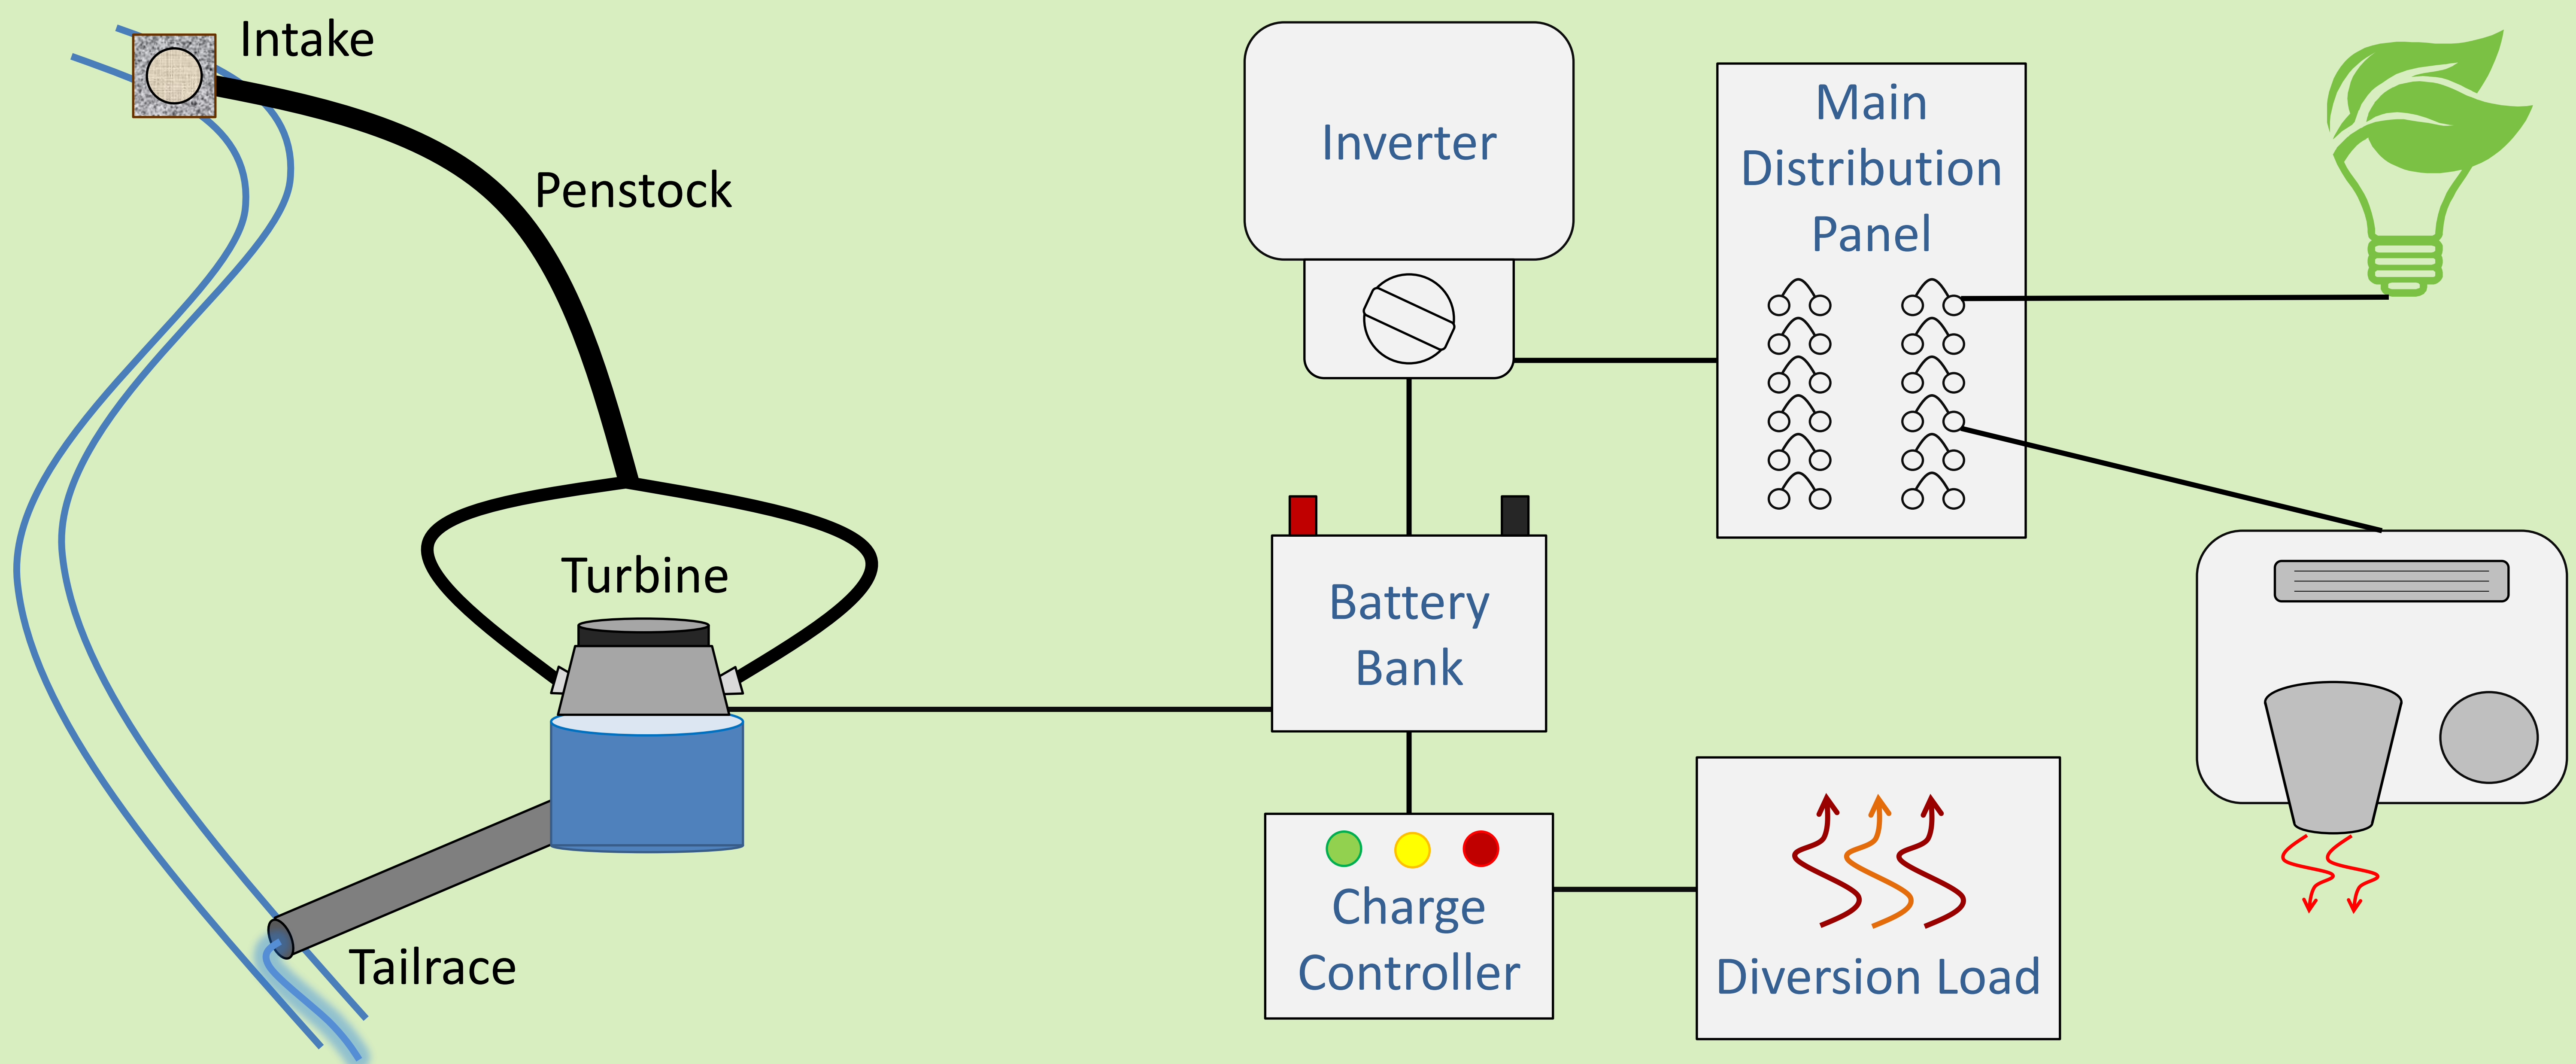 Intake
Penstock
Turbine
Tailrace
Inverter
Main
Distribution
Panel
Battery
Bank
Charge
Controller
Diversion Load